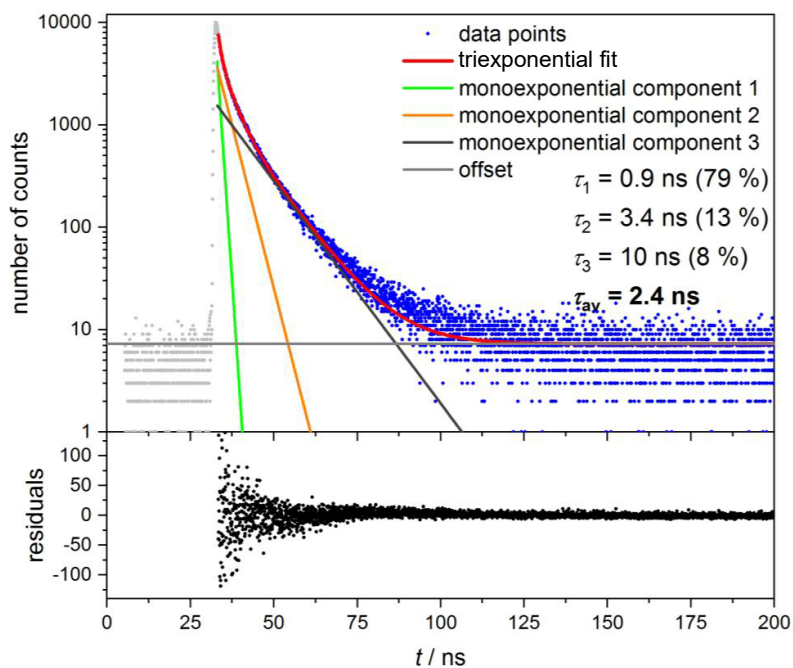 10000
1000
100
10
1
number of counts
data points
triexponential fit
monoexponential component 1
monoexponential component 2
monoexponential component 3
offset
τ1 = 0.9 ns (79 %)
τ2 = 3.4 ns (13 %)
τ3 = 10 ns (8 %)
τav = 2.4 ns
100
50
0
-50
-100
residuals
0 25 50 75 100 125 150 175 200
t / ns